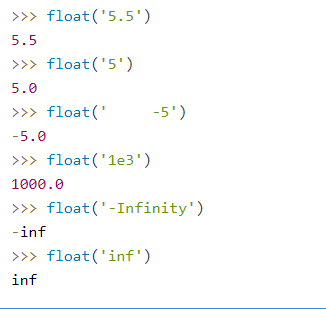 >>> float('5.5')
5.5
>>> float('5')
5.0
>>> float('     -5')
-5.0
>>> float('1e3')
1000.0
>>> float('-Infinity')
-inf
>>> float('inf')
inf